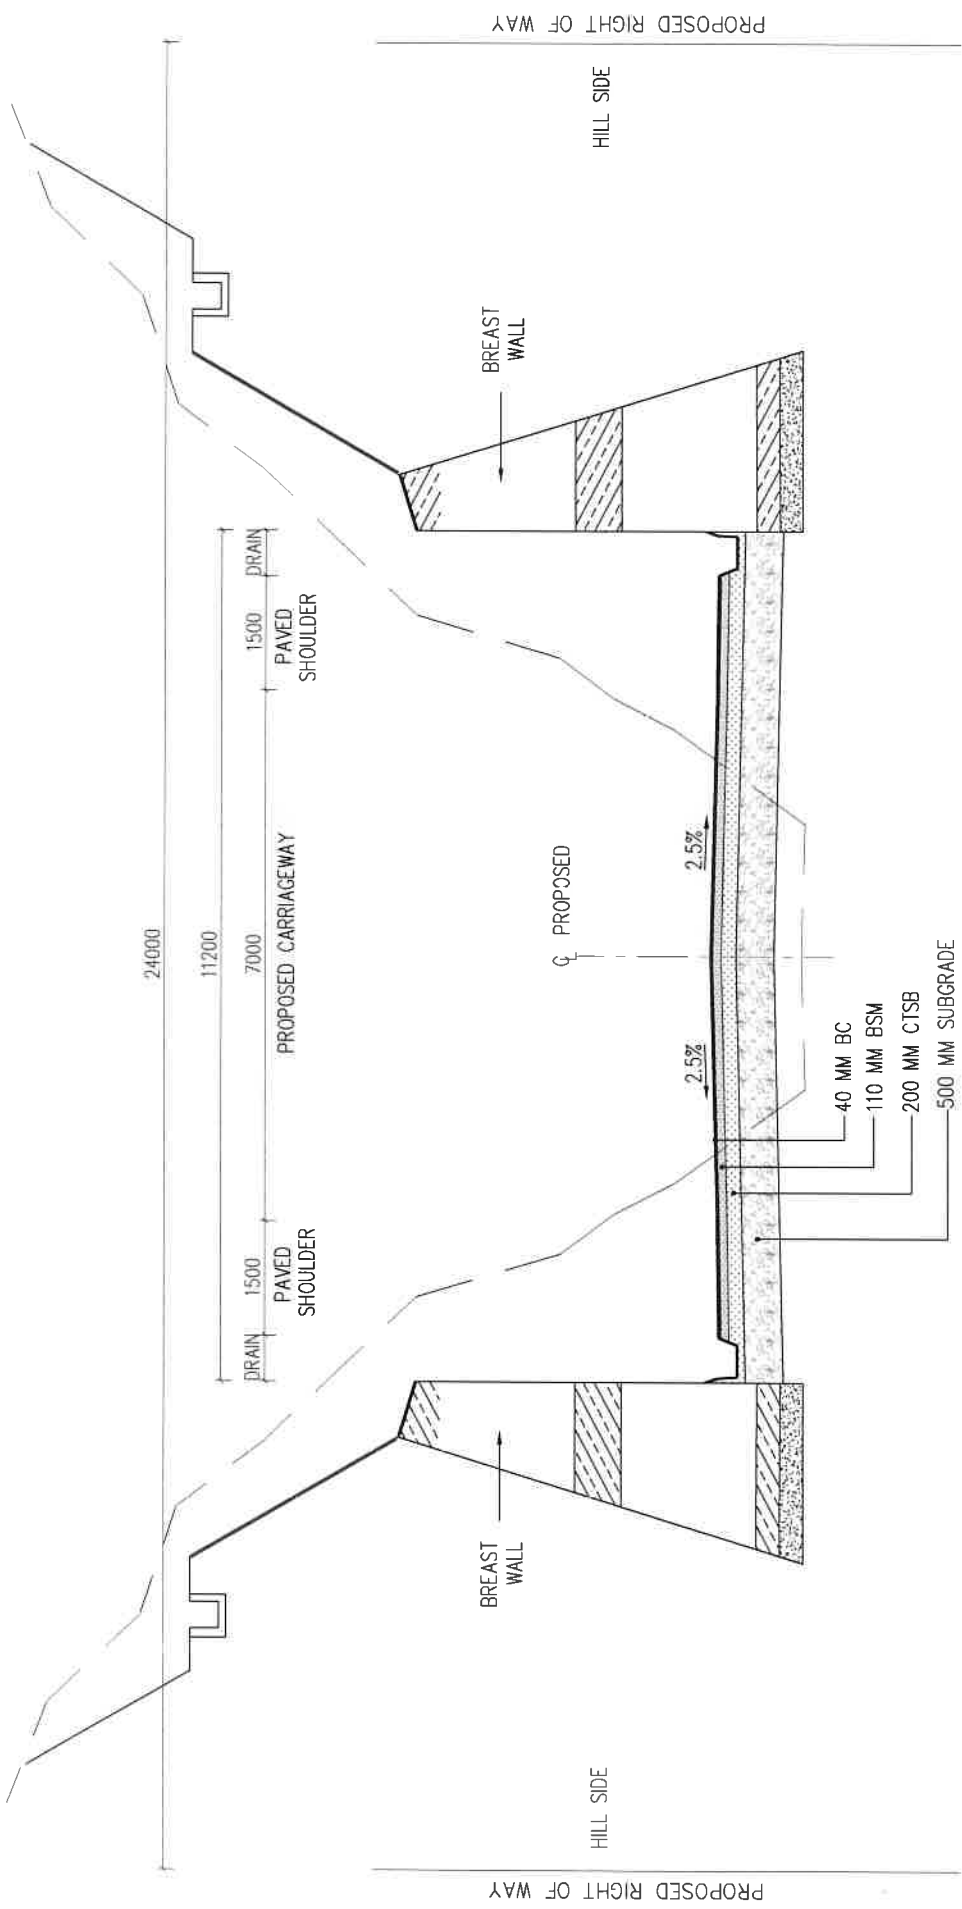 24000
11200
DRAIN
1500
7000
1500
DRAIN
PAVED
SHOULDER
PROPOSED CARRIAGEWAY
PAVED
SHOULDER
BREAST
WALL
BREAST
WALL
℄ PROPOSED
HILL SIDE
HILL SIDE
2.5%
2.5%
PROPOSED RIGHT OF WAY
PROPOSED RIGHT OF WAY
40 MM BC
110 MM BSM
200 MM CTSB
500 MM SUBGRADE